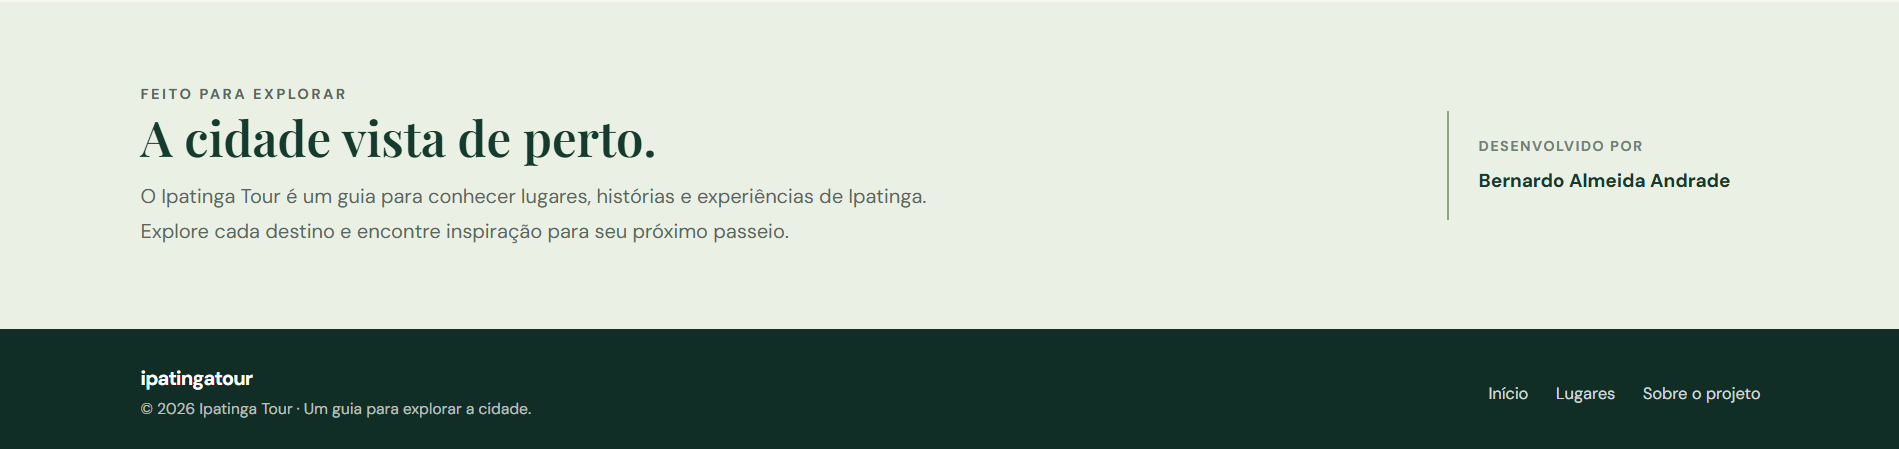 FEITO PARA EXPLORAR
A cidade vista de perto.
O Ipatinga Tour é um guia para conhecer lugares, histórias e experiências de Ipatinga.
Explore cada destino e encontre inspiração para seu próximo passeio.
DESENVOLVIDO POR
Bernardo Almeida Andrade
ipatingatour
© 2026 Ipatinga Tour · Um guia para explorar a cidade.
Início Lugares Sobre o projeto